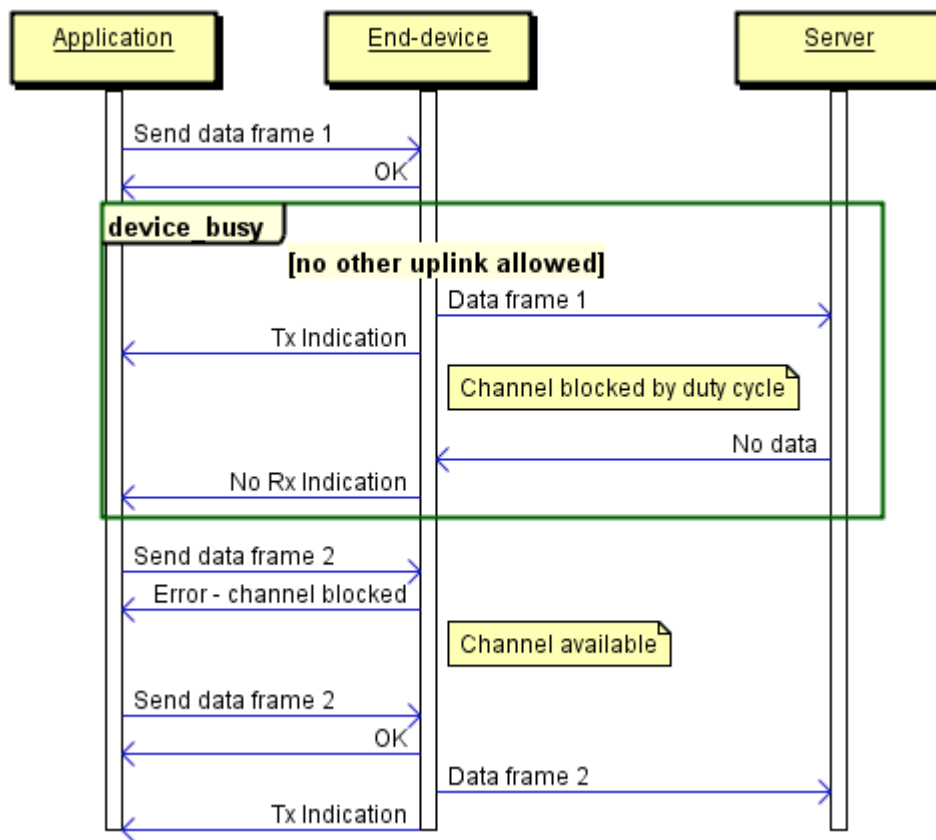 Application
End-device
Server
Send data frame 1
OK
device_busy
[no other uplink allowed]
Data frame 1
Tx Indication
Channel blocked by duty cycle
No data
No Rx Indication
Send data frame 2
Error - channel blocked
Channel available
Send data frame 2
OK
Data frame 2
Tx Indication